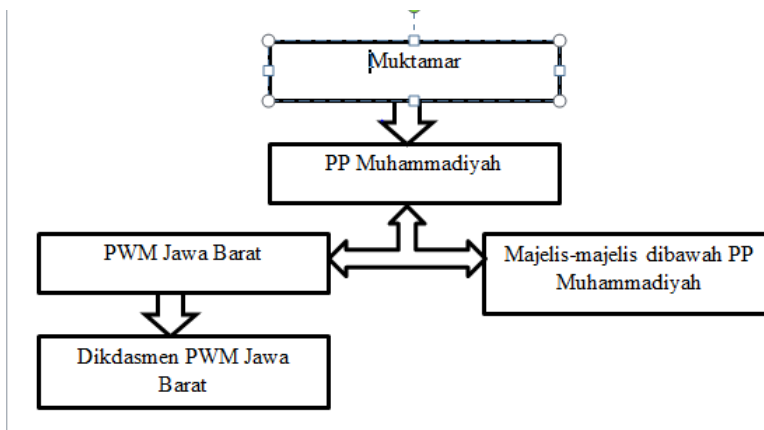 Muktamar
PP Muhammadiyah
PWM Jawa Barat
Majelis-majelis dibawah PP
Muhammadiyah
Dikdasmen PWM Jawa
Barat